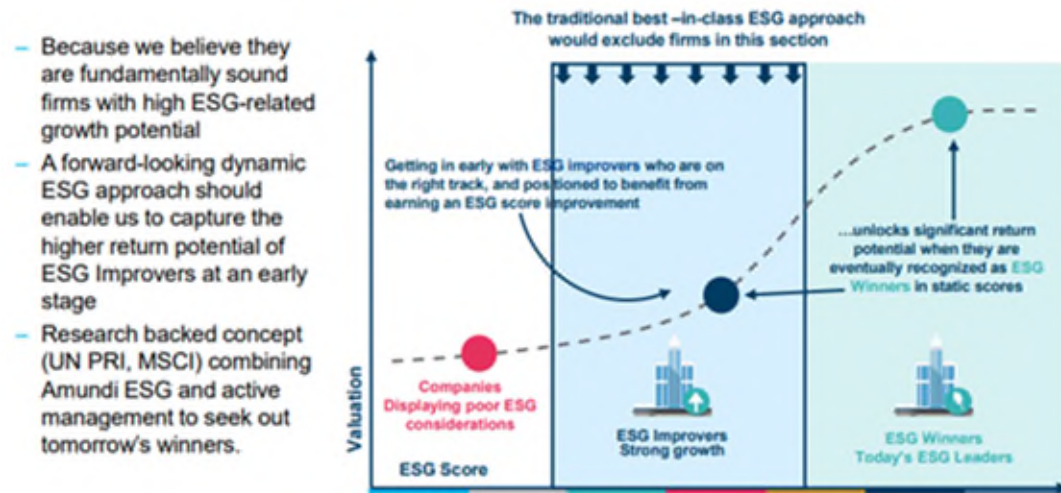 – Because we believe they
are fundamentally sound
firms with high ESG-related
growth potential
– A forward-looking dynamic
ESG approach should
enable us to capture the
higher return potential of
ESG Improvers at an early
stage
– Research backed concept
(UN PRI, MSCI) combining
Amundi ESG and active
management to seek out
tomorrow's winners.
The traditional best –in-class ESG approach
would exclude firms in this section
Getting in early with ESG improvers who are on
the right track, and positioned to benefit from
earning an ESG score improvement
...unlocks significant return
potential when they are
eventually recognized as ESG
Winners in static scores
Companies
Displaying poor ESG
considerations
ESG Improvers
Strong growth
ESG Winners
Today's ESG Leaders
Valuation
ESG Score